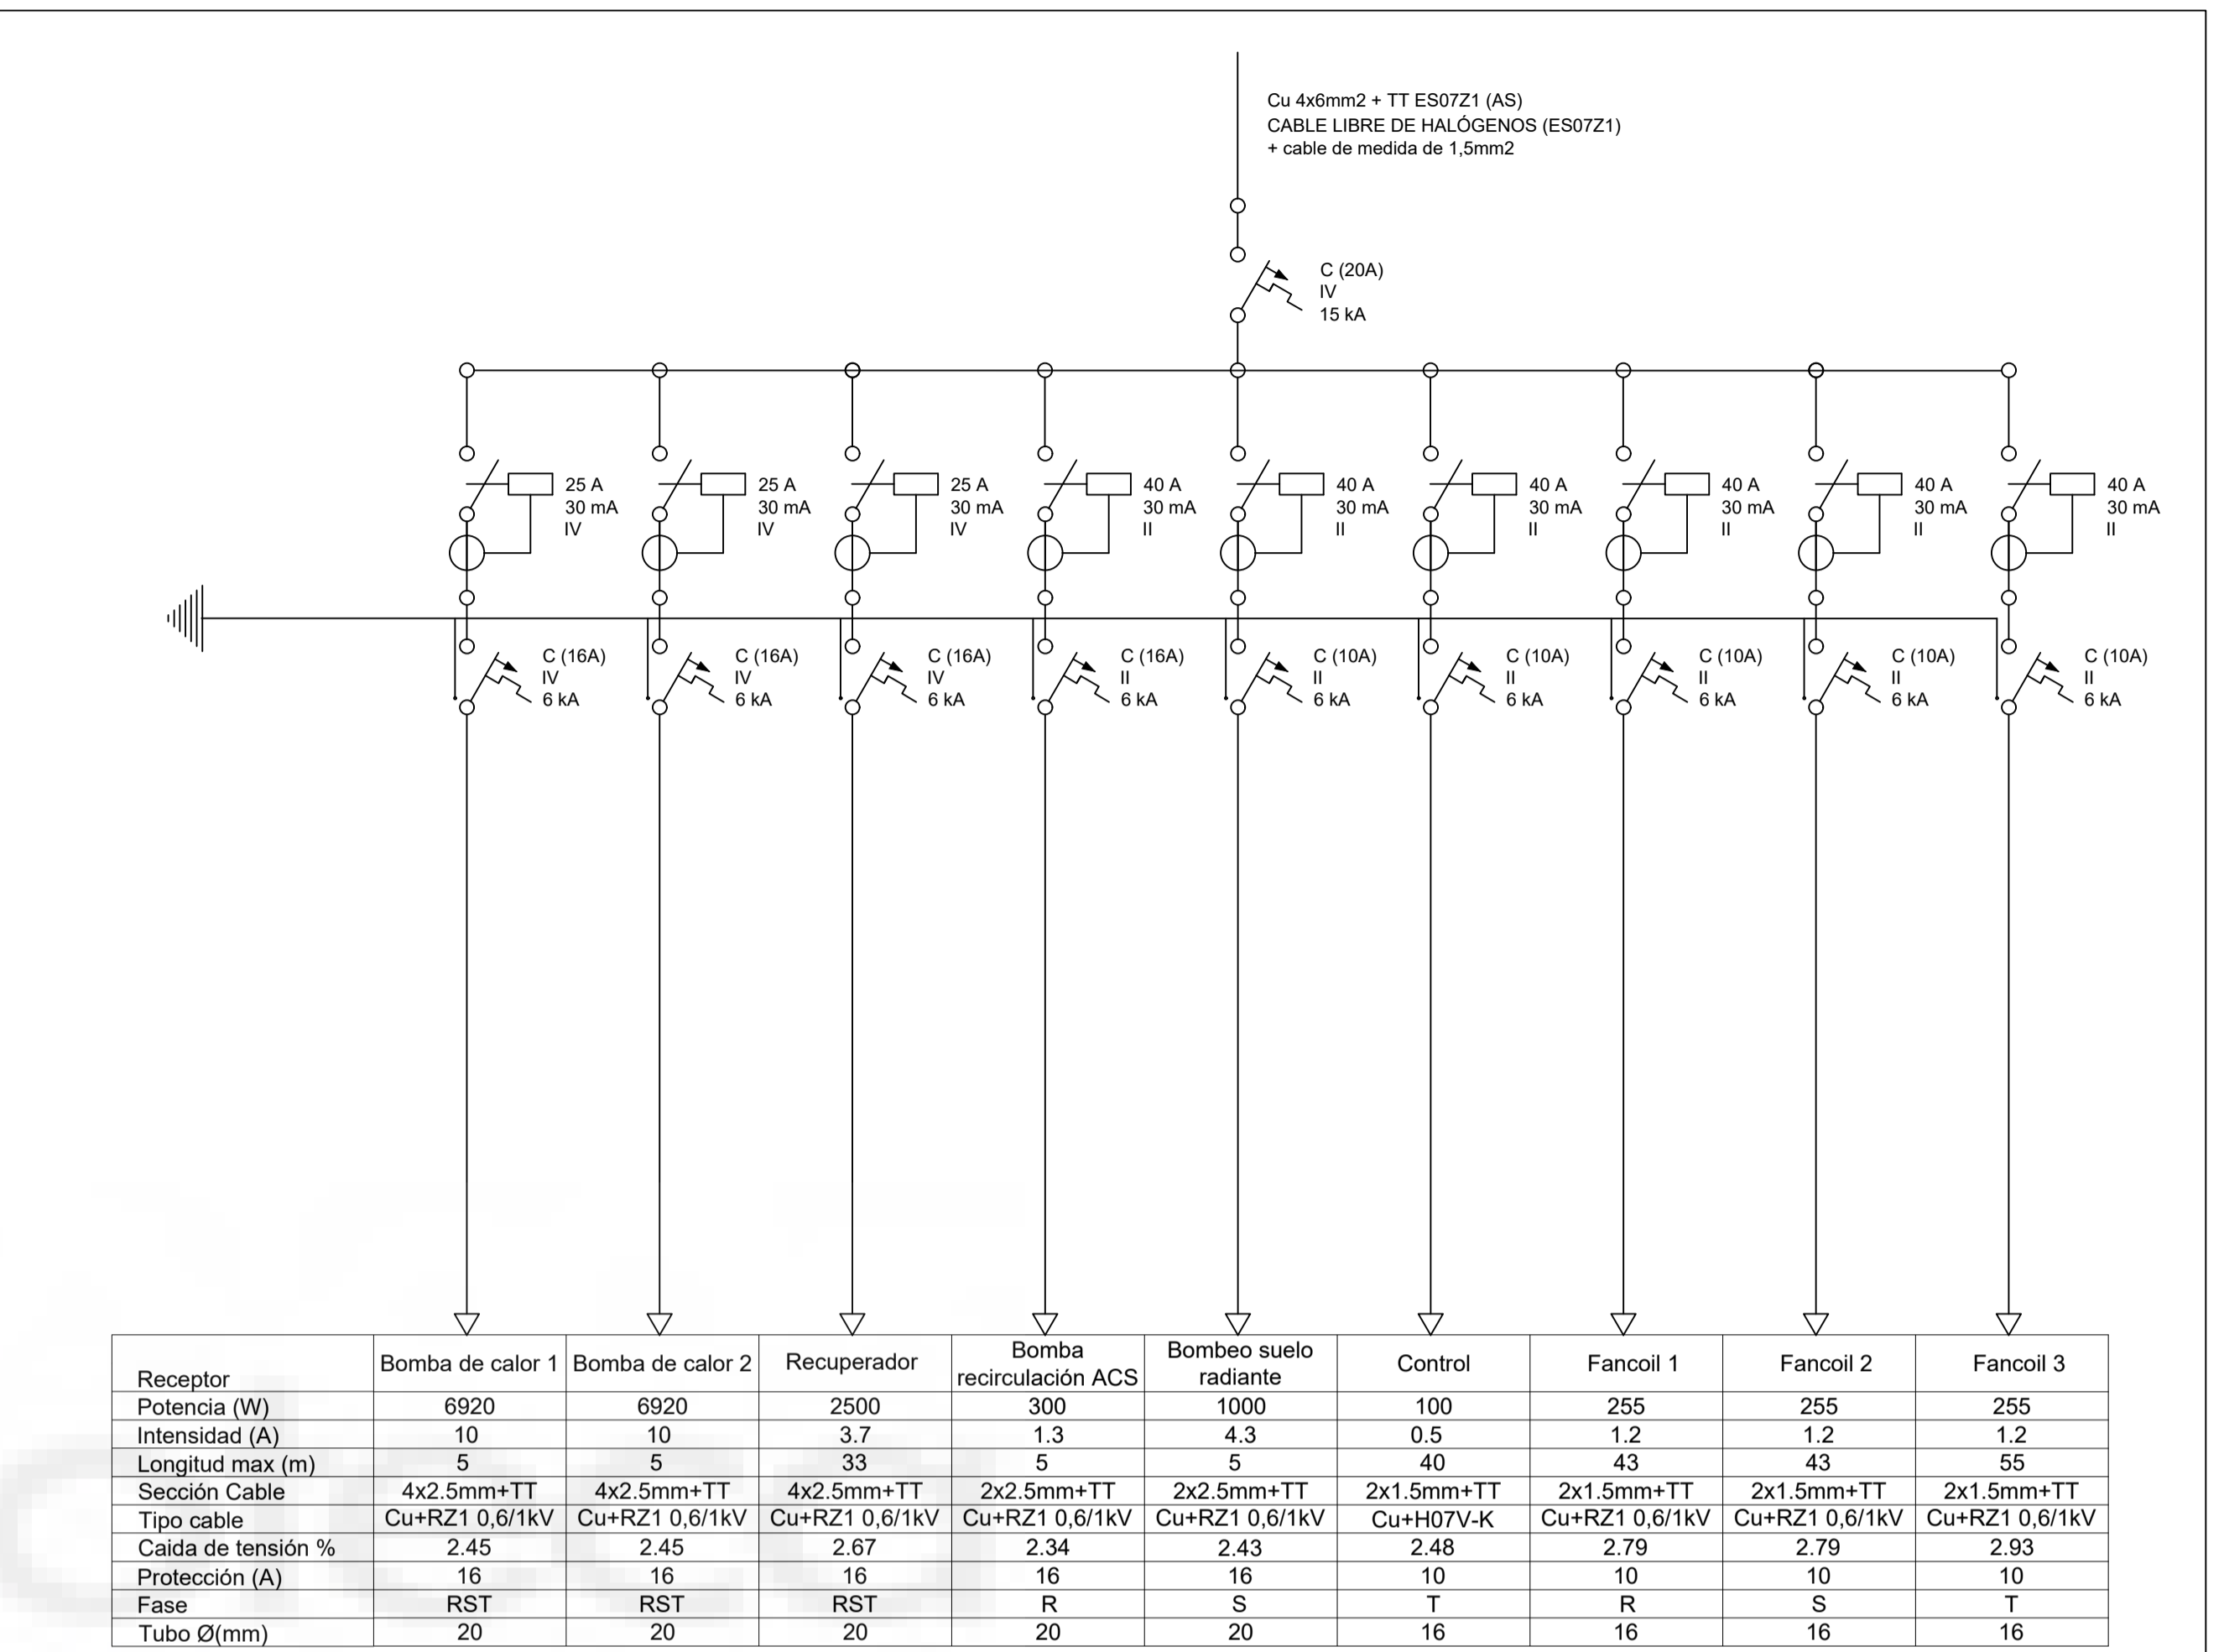 Cu 4x6mm2 + TT ES07Z1 (AS)
CABLE LIBRE DE HALÓGENOS (ES07Z1)
+ cable de medida de 1,5mm2
C (20A)
IV
15 kA
25 A 25 A 25 A 40 A 40 A 40 A 40 A 40 A 40 A
30 mA 30 mA 30 mA 30 mA 30 mA 30 mA 30 mA 30 mA 30 mA
IV IV IV II II II II II II
C (16A) C (16A) C (16A) C (16A) C (10A) C (10A) C (10A) C (10A) C (10A)
IV IV IV II II II II II II
6 kA 6 kA 6 kA 6 kA 6 kA 6 kA 6 kA 6 kA 6 kA
Receptor Bomba de calor 1 Bomba de calor 2 Recuperador Bomba recirculación ACS Bombeo suelo radiante Control Fancoil 1 Fancoil 2 Fancoil 3
Potencia (W) 6920 6920 2500 300 1000 100 255 255 255
Intensidad (A) 10 10 3.7 1.3 4.3 0.5 1.2 1.2 1.2
Longitud max (m) 5 5 33 5 5 40 43 43 55
Sección Cable 4x2.5mm+TT 4x2.5mm+TT 4x2.5mm+TT 2x2.5mm+TT 2x2.5mm+TT 2x1.5mm+TT 2x1.5mm+TT 2x1.5mm+TT 2x1.5mm+TT
Tipo cable Cu+RZ1 0,6/1kV Cu+RZ1 0,6/1kV Cu+RZ1 0,6/1kV Cu+RZ1 0,6/1kV Cu+RZ1 0,6/1kV Cu+H07V-K Cu+RZ1 0,6/1kV Cu+RZ1 0,6/1kV Cu+RZ1 0,6/1kV
Caida de tensión % 2.45 2.45 2.67 2.34 2.43 2.48 2.79 2.79 2.93
Protección (A) 16 16 16 16 16 10 10 10 10
Fase RST RST RST R S T R S T
Tubo Ø(mm) 20 20 20 20 20 16 16 16 16